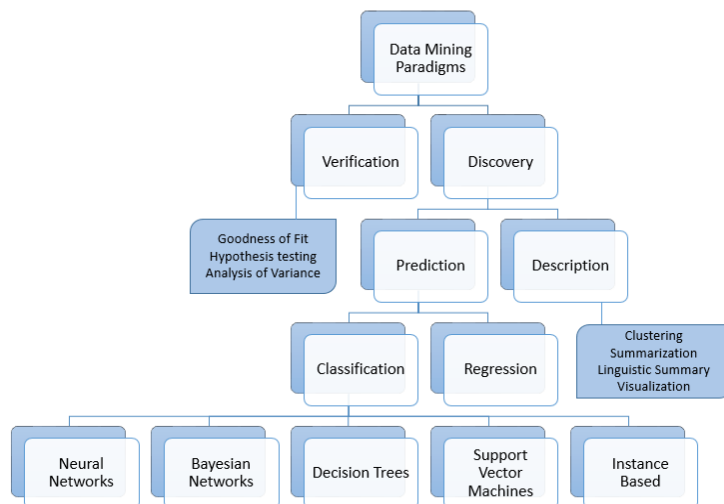 Data Mining
Paradigms
Verification
Discovery
Goodness of Fit
Hypothesis testing
Analysis of Variance
Prediction
Description
Clustering
Summarization
Linguistic Summary
Visualization
Classification
Regression
Neural
Networks
Bayesian
Networks
Decision Trees
Support
Vector
Machines
Instance
Based